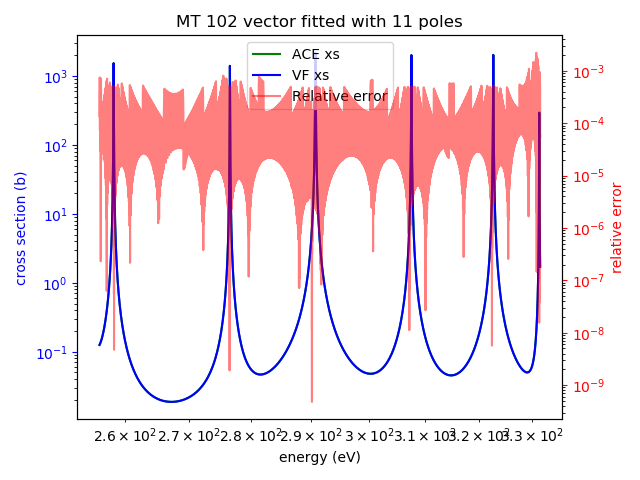 MT 102 vector fitted with 11 poles
ACE xs
VF xs
Relative error
10³
10²
10¹
10⁰
10⁻¹
cross section (b)
10⁻³
10⁻⁴
10⁻⁵
10⁻⁶
10⁻⁷
10⁻⁸
10⁻⁹
relative error
2.6 × 10² 2.7 × 10² 2.8 × 10² 2.9 × 10² 3 × 10² 3.1 × 10² 3.2 × 10² 3.3 × 10²
energy (eV)